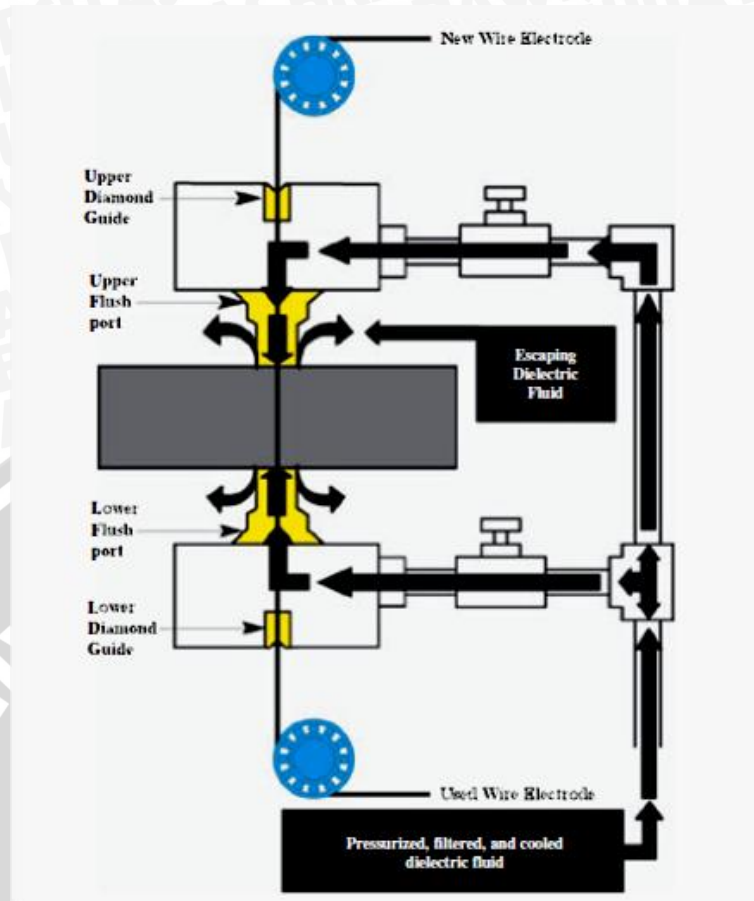 New Wire Electrode
Upper
Diamond
Guide
Upper
Flush
port
Escaping
Dielectric
Fluid
Lower
Flush
port
Lower
Diamond
Guide
Used Wire Electrode
Pressurized, filtered, and cooled
dielectric fluid